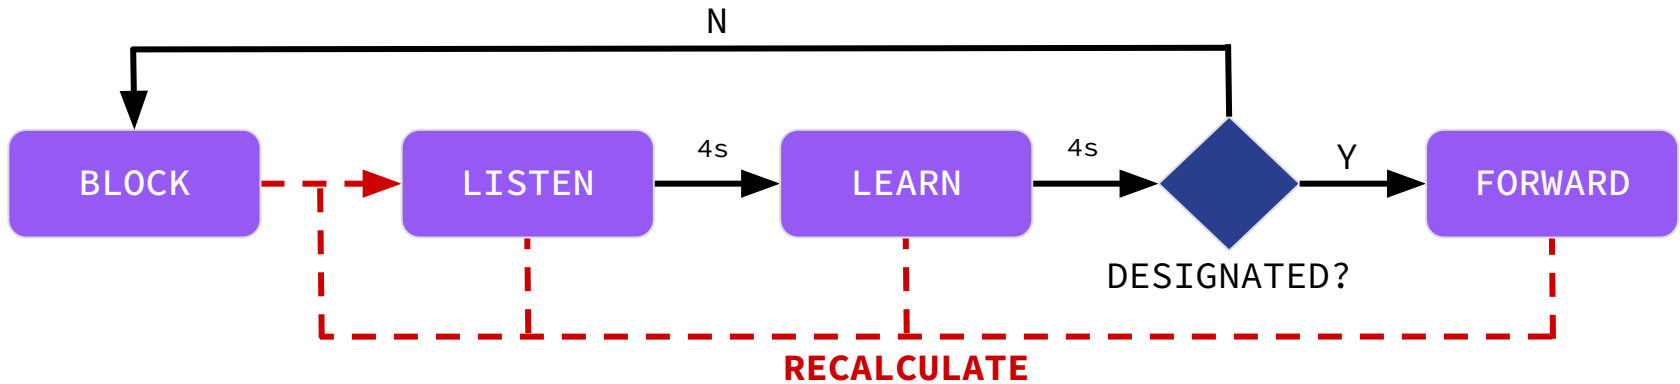 N
BLOCK
LISTEN
4s
LEARN
4s
Y
FORWARD
DESIGNATED?
RECALCULATE